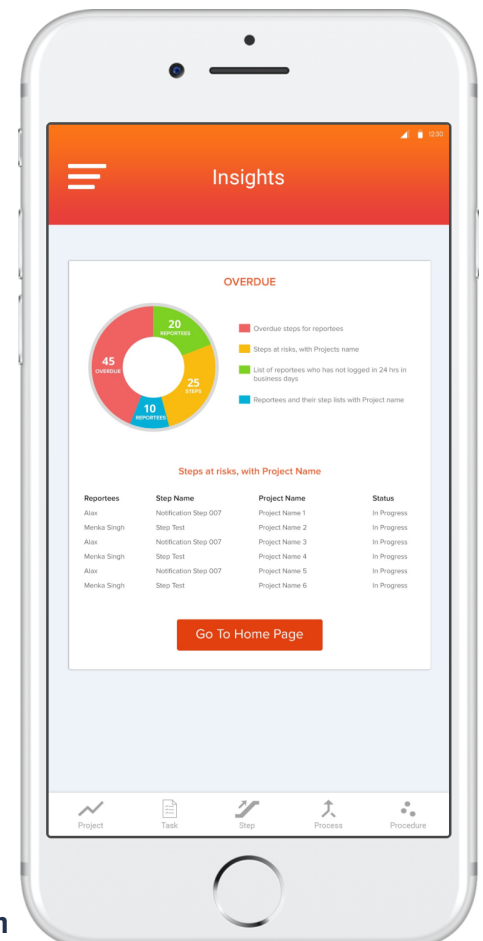 12:30
Insights
OVERDUE
20
REPORTEES
45
OVERDUE
25
STEPS
10
REPORTEES
Overdue steps for reportees
Steps at risks, with Projects name
List of reportees who has not logged in 24 hrs in
business days
Reportees and their step lists with Project name
Steps at risks, with Project Name
Reportees Step Name Project Name Status
Alax Notification Step 007 Project Name 1 In Progress
Menka Singh Step Test Project Name 2 In Progress
Alax Notification Step 007 Project Name 3 In Progress
Menka Singh Step Test Project Name 4 In Progress
Alax Notification Step 007 Project Name 5 In Progress
Menka Singh Step Test Project Name 6 In Progress
Go To Home Page
Project Task Step Process Procedure